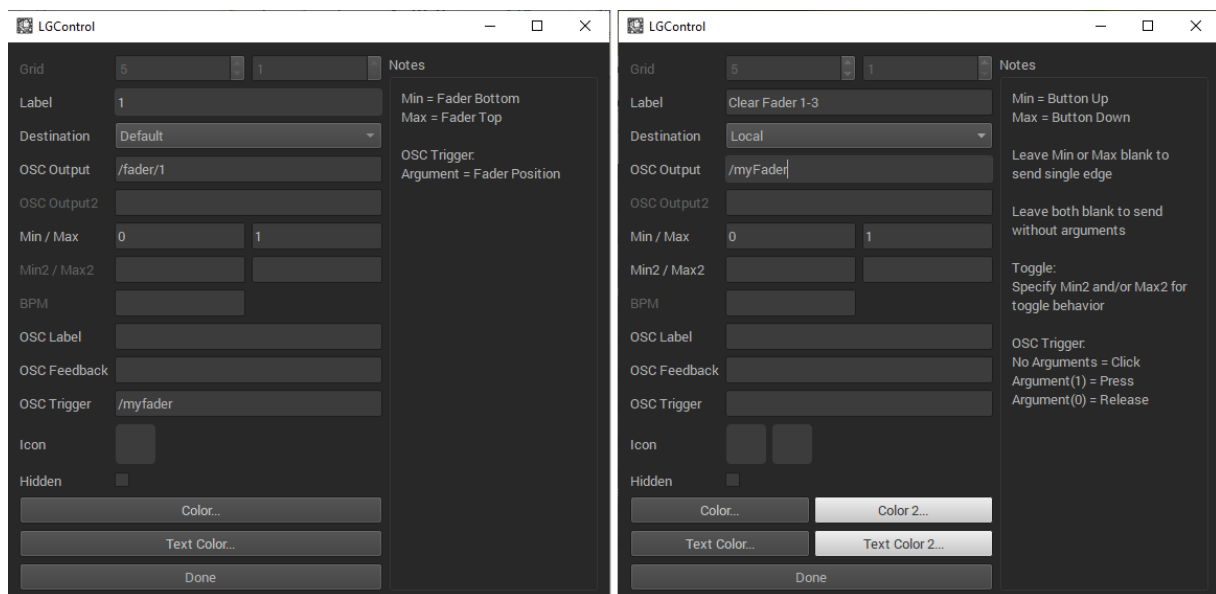 LGControl
Grid 5 1
Label 1
Destination Default
OSC Output /fader/1
OSC Output2
Min / Max 0 1
Min2 / Max2
BPM
OSC Label
OSC Feedback
OSC Trigger /myfader
Icon
Hidden
Color...
Text Color...
Done
Notes
Min = Fader Bottom
Max = Fader Top
OSC Trigger:
Argument = Fader Position
LGControl
Grid 5 1
Label Clear Fader 1-3
Destination Local
OSC Output /myFader
OSC Output2
Min / Max 0 1
Min2 / Max2
BPM
OSC Label
OSC Feedback
OSC Trigger
Icon
Hidden
Color... Color 2...
Text Color... Text Color 2...
Done
Notes
Min = Button Up
Max = Button Down
Leave Min or Max blank to
send single edge
Leave both blank to send
without arguments
Toggle:
Specify Min2 and/or Max2 for
toggle behavior
OSC Trigger:
No Arguments = Click
Argument(1) = Press
Argument(0) = Release